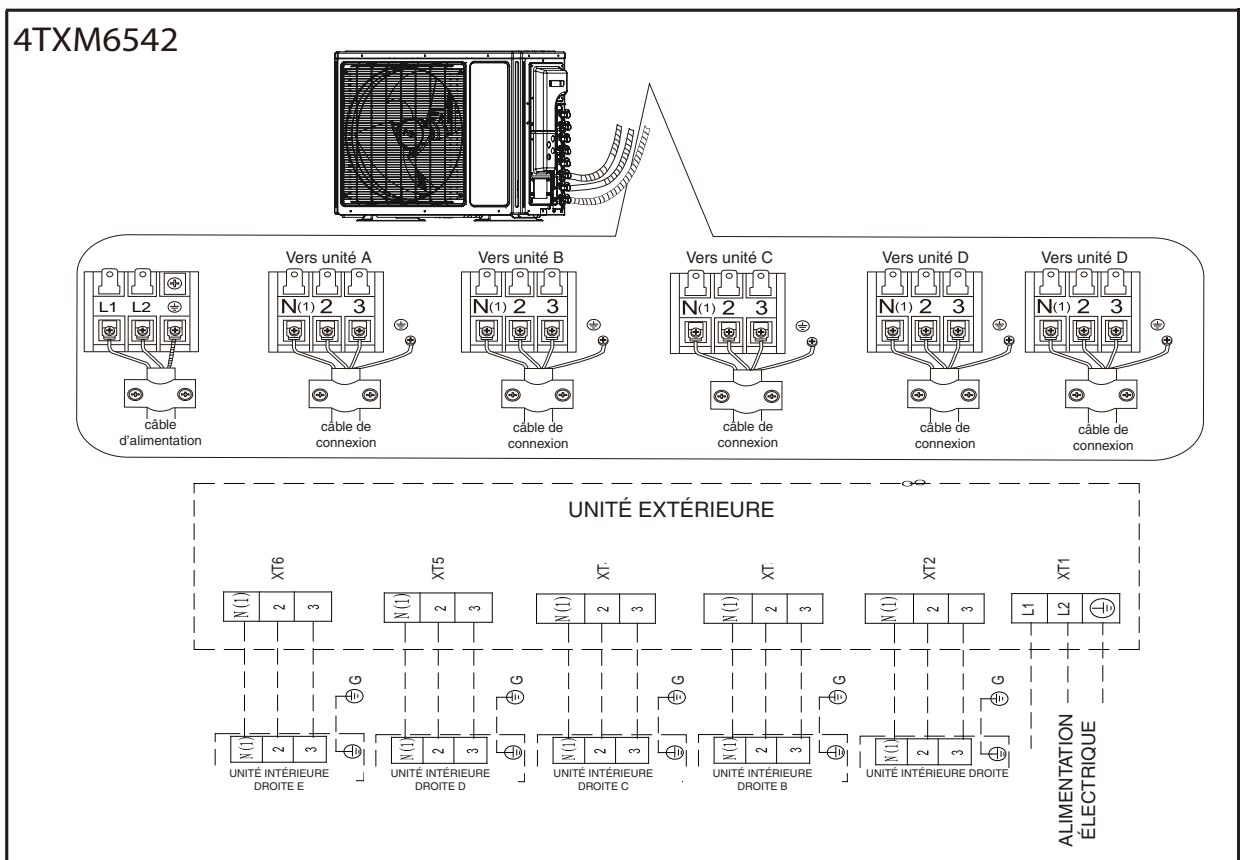 4TXM6542
Vers unité A
Vers unité B
Vers unité C
Vers unité D
Vers unité D
L1 L2
N(1) 2 3
N(1) 2 3
N(1) 2 3
N(1) 2 3
N(1) 2 3
câble
d'alimentation
câble de
connexion
câble de
connexion
câble de
connexion
câble de
connexion
câble de
connexion
UNITÉ EXTÉRIEURE
XT6
XT5
XT
XT
XT2
XT1
N(1) 2 3
N(1) 2 3
N(1) 2 3
N(1) 2 3
N(1) 2 3
L1 L2
G
G
G
G
G
N(1) 2 3
N(1) 2 3
N(1) 2 3
N(1) 2 3
N(1) 2 3
UNITÉ INTÉRIEURE
DROITE E
UNITÉ INTÉRIEURE
DROITE D
UNITÉ INTÉRIEURE
DROITE C
UNITÉ INTÉRIEURE
DROITE B
UNITÉ INTÉRIEURE DROITE
ALIMENTATION
ÉLECTRIQUE